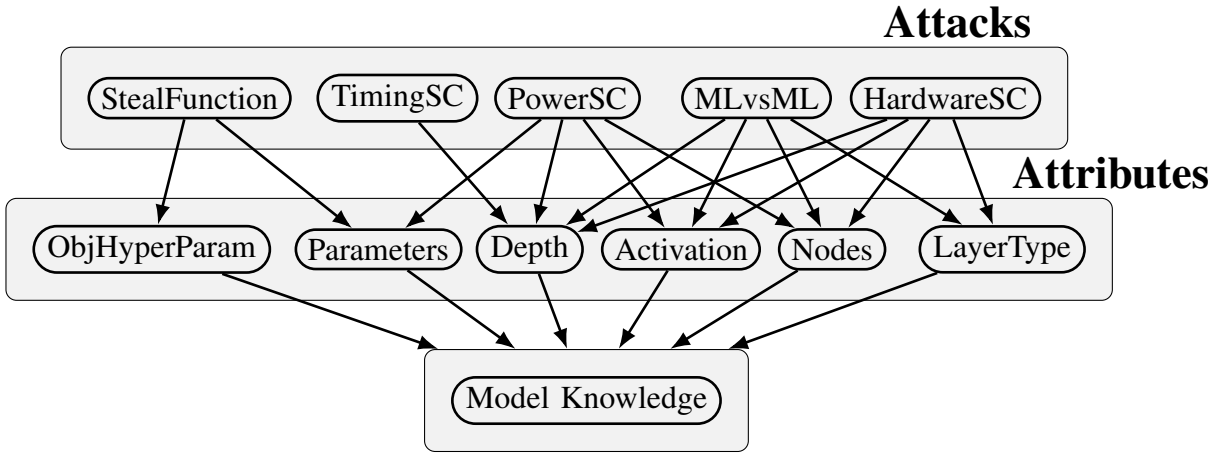 Attacks
StealFunction TimingSC PowerSC MLvsML HardwareSC
Attributes
ObjHyperParam Parameters Depth Activation Nodes LayerType
Model Knowledge